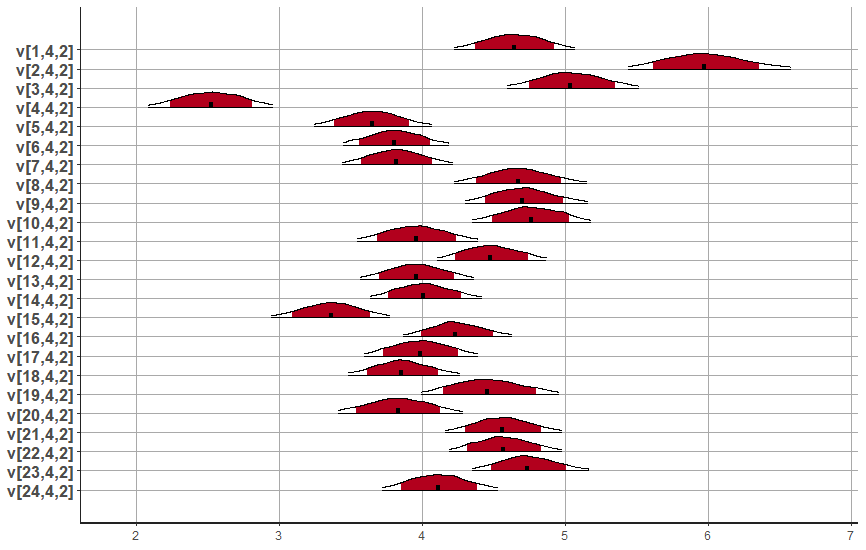 v[1,4,2]
v[2,4,2]
v[3,4,2]
v[4,4,2]
v[5,4,2]
v[6,4,2]
v[7,4,2]
v[8,4,2]
v[9,4,2]
v[10,4,2]
v[11,4,2]
v[12,4,2]
v[13,4,2]
v[14,4,2]
v[15,4,2]
v[16,4,2]
v[17,4,2]
v[18,4,2]
v[19,4,2]
v[20,4,2]
v[21,4,2]
v[22,4,2]
v[23,4,2]
v[24,4,2]
2 3 4 5 6 7